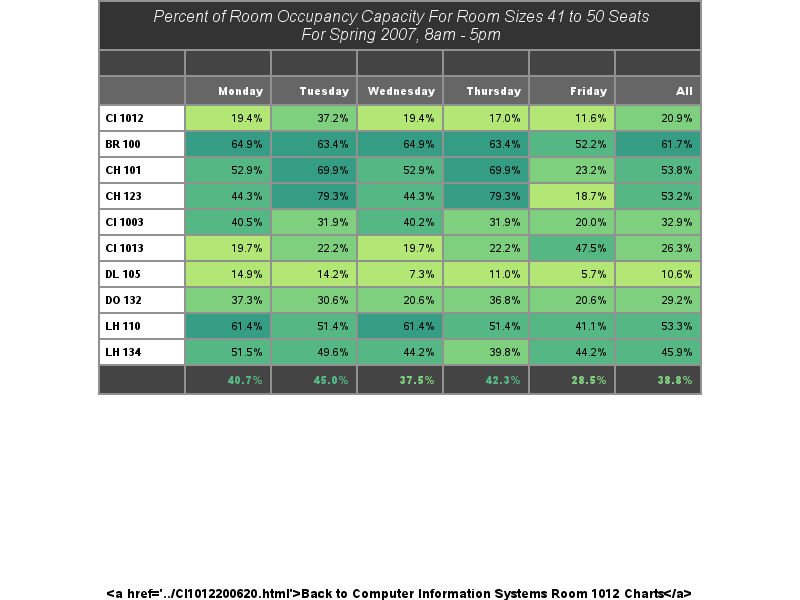 Percent of Room Occupancy Capacity For Room Sizes 41 to 50 Seats
For Spring 2007, 8am - 5pm
Monday Tuesday Wednesday Thursday Friday All
CI 1012 19.4% 37.2% 19.4% 17.0% 11.6% 20.9%
BR 100 64.9% 63.4% 64.9% 63.4% 52.2% 61.7%
CH 101 52.9% 69.9% 52.9% 69.9% 23.2% 53.8%
CH 123 44.3% 79.3% 44.3% 79.3% 18.7% 53.2%
CI 1003 40.5% 31.9% 40.2% 31.9% 20.0% 32.9%
CI 1013 19.7% 22.2% 19.7% 22.2% 47.5% 26.3%
DL 105 14.9% 14.2% 7.3% 11.0% 5.7% 10.6%
DO 132 37.3% 30.6% 20.6% 36.8% 20.6% 29.2%
LH 110 61.4% 51.4% 61.4% 51.4% 41.1% 53.3%
LH 134 51.5% 49.6% 44.2% 39.8% 44.2% 45.9%
40.7% 45.0% 37.5% 42.3% 28.5% 38.8%
<a href='../CI1012200620.html'>Back to Computer Information Systems Room 1012 Charts</a>